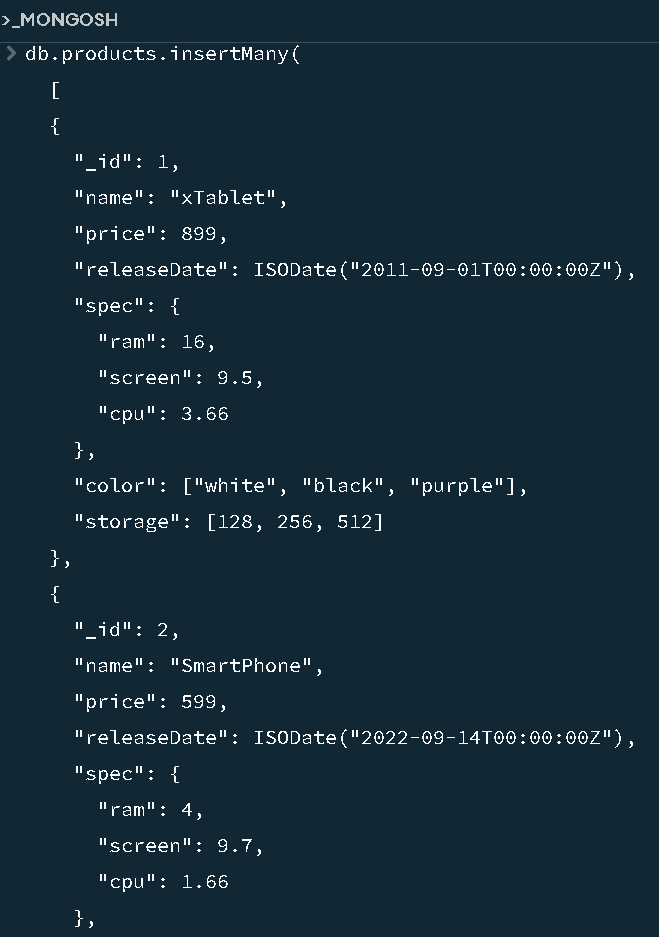 >_MONGOSH
> db.products.insertMany(
[
{
"_id": 1,
"name": "xTablet",
"price": 899,
"releaseDate": ISODate("2011-09-01T00:00:00Z"),
"spec": {
"ram": 16,
"screen": 9.5,
"cpu": 3.66
},
"color": ["white", "black", "purple"],
"storage": [128, 256, 512]
},
{
"_id": 2,
"name": "SmartPhone",
"price": 599,
"releaseDate": ISODate("2022-09-14T00:00:00Z"),
"spec": {
"ram": 4,
"screen": 9.7,
"cpu": 1.66
},